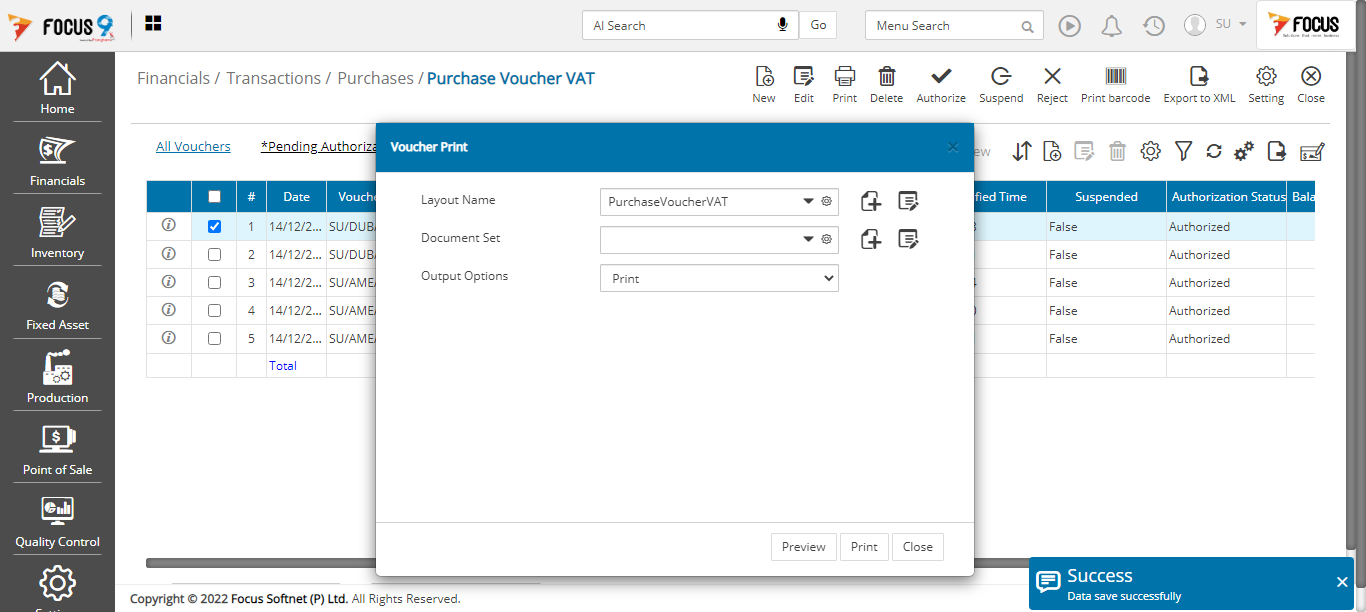 FOCUS 9
AI Search
Go
Menu Search
SU
FOCUS
Home
Financials
Inventory
Fixed Asset
Production
Point of Sale
Quality Control
Financials / Transactions / Purchases / Purchase Voucher VAT
New Edit Print Delete Authorize Suspend Reject Print barcode Export to XML Setting Close
All Vouchers *Pending Authoriza
# Date Vouche fied Time Suspended Authorization Status Bala
1 14/12/2... SU/DUB False Authorized
2 14/12/2... SU/DUB False Authorized
3 14/12/2... SU/AME False Authorized
4 14/12/2... SU/AME False Authorized
5 14/12/2... SU/AME False Authorized
Total
Voucher Print
Layout Name PurchaseVoucherVAT
Document Set
Output Options Print
Preview Print Close
Success
Data save successfully
Copyright © 2022 Focus Softnet (P) Ltd. All Rights Reserved.